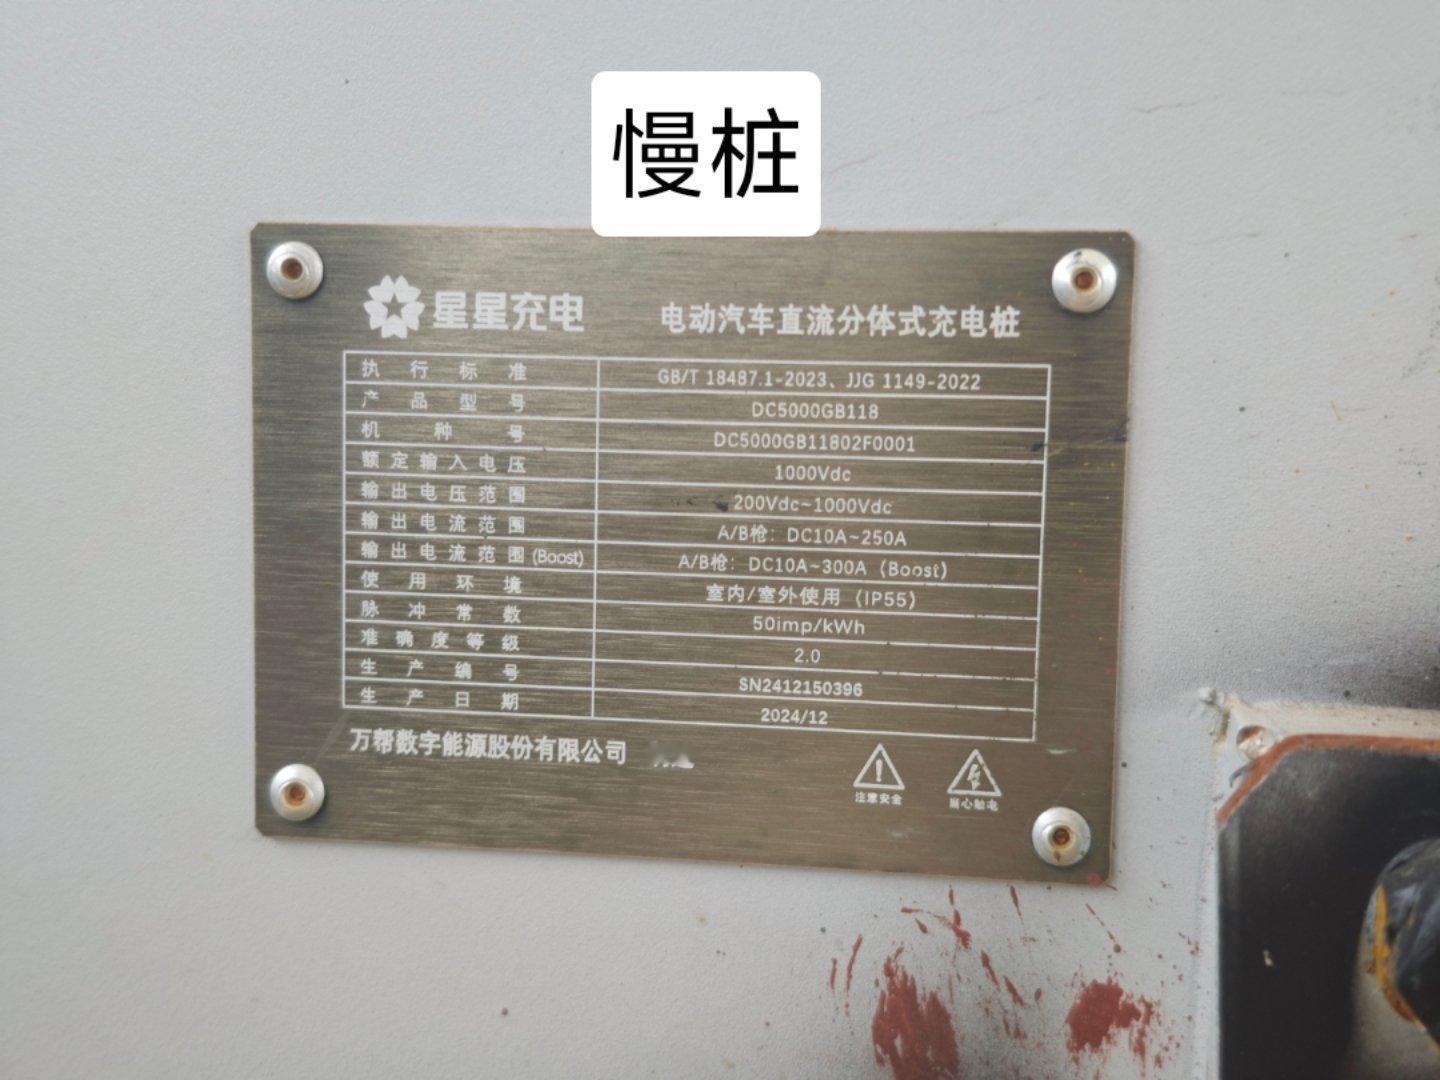 慢桩
星星充电 电动汽车直流分体式充电桩
执行标准 GB/T 18487.1-2023、JJG 1149-2022
产品型号 DC5000GB118
机种号 DC5000GB11802F0001
额定输入电压 1000Vdc
输出电压范围 200Vdc~1000Vdc
输出电流范围 A/B枪：DC10A~250A
输出电流范围(Boost) A/B枪：DC10A~300A（Boost）
使用环境 室内/室外使用（IP55）
脉冲常数 50imp/kWh
准确度等级 2.0
生产编号 SN2412150396
生产日期 2024/12
万帮数字能源股份有限公司
注意安全 当心触电